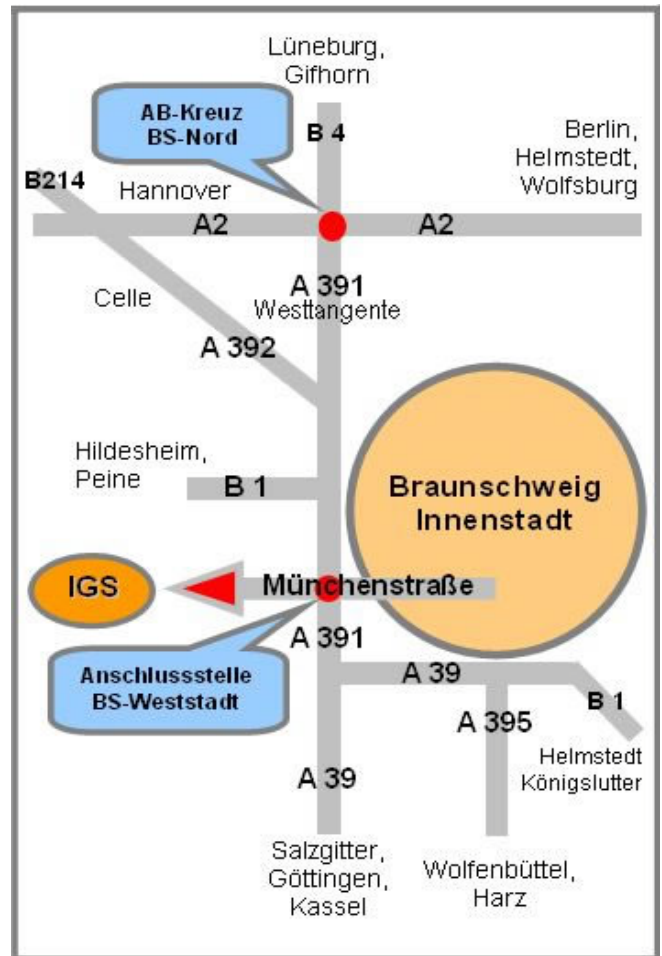 Lüneburg,
Gifhorn
AB-Kreuz
BS-Nord
B 4
Berlin,
Helmstedt,
Wolfsburg
B214
Hannover
A2
A2
A 391
Westtangente
Celle
A 392
Hildesheim,
Peine
B 1
Braunschweig
Innenstadt
IGS
Münchenstraße
A 391
Anschlussstelle
BS-Weststadt
A 39
B 1
A 395
Helmstedt
Königslutter
A 39
Salzgitter,
Göttingen,
Kassel
Wolfenbüttel,
Harz